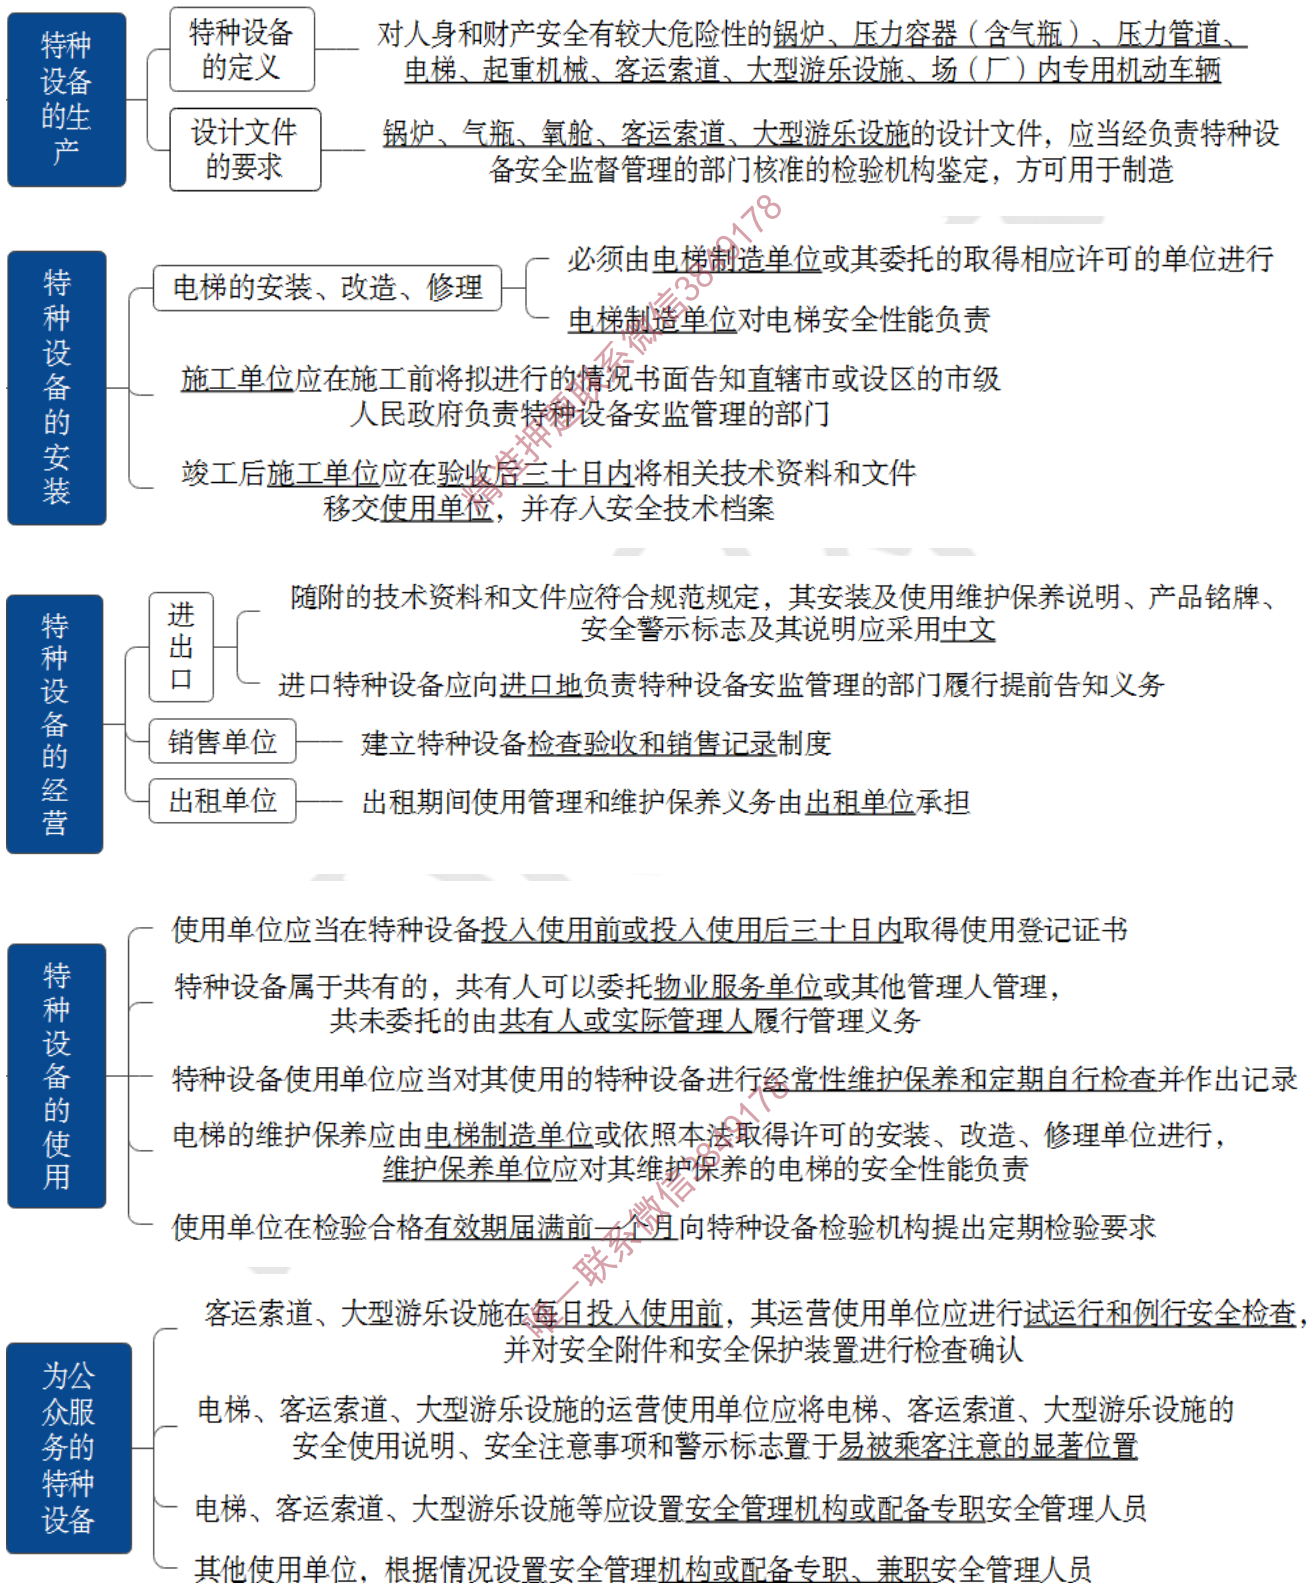 特种设备的生产
特种设备的定义
对人身和财产安全有较大危险性的锅炉、压力容器（含气瓶）、压力管道、
电梯、起重机械、客运索道、大型游乐设施、场（厂）内专用机动车辆
设计文件的要求
锅炉、气瓶、氧舱、客运索道、大型游乐设施的设计文件，应当经负责特种设
备安全监督管理的部门核准的检验机构鉴定，方可用于制造
特种设备的安装
电梯的安装、改造、修理
必须由电梯制造单位或其委托的取得相应许可的单位进行
电梯制造单位对电梯安全性能负责
施工单位应在施工前将拟进行的情况书面告知直辖市或设区的市级
人民政府负责特种设备安监管理的部门
竣工后施工单位应在验收后三十日内将相关技术资料和文件
移交使用单位，并存入安全技术档案
精准押题联系微信3849178
特种设备的经营
进出口
随附的技术资料和文件应符合规范规定，其安装及使用维护保养说明、产品铭牌、
安全警示标志及其说明应采用中文
进口特种设备应向进口地负责特种设备安监管理的部门履行提前告知义务
销售单位
建立特种设备检查验收和销售记录制度
出租单位
出租期间使用管理和维护保养义务由出租单位承担
特种设备的使用
使用单位应当在特种设备投入使用前或投入使用后三十日内取得使用登记证书
特种设备属于共有的，共有人可以委托物业服务单位或其他管理人管理，
共未委托的由共有人或实际管理人履行管理义务
特种设备使用单位应当对其使用的特种设备进行经常性维护保养和定期自行检查并作出记录
电梯的维护保养应由电梯制造单位或依照本法取得许可的安装、改造、修理单位进行，
维护保养单位应对其维护保养的电梯的安全性能负责
使用单位在检验合格有效期届满前一个月向特种设备检验机构提出定期检验要求
唯一联系微信3849178
为公众服务的特种设备
客运索道、大型游乐设施在每日投入使用前，其运营使用单位应进行试运行和例行安全检查，
并对安全附件和安全保护装置进行检查确认
电梯、客运索道、大型游乐设施的运营使用单位应将电梯、客运索道、大型游乐设施的
安全使用说明、安全注意事项和警示标志置于易被乘客注意的显著位置
电梯、客运索道、大型游乐设施等应设置安全管理机构或配备专职安全管理人员
其他使用单位，根据情况设置安全管理机构或配备专职、兼职安全管理人员